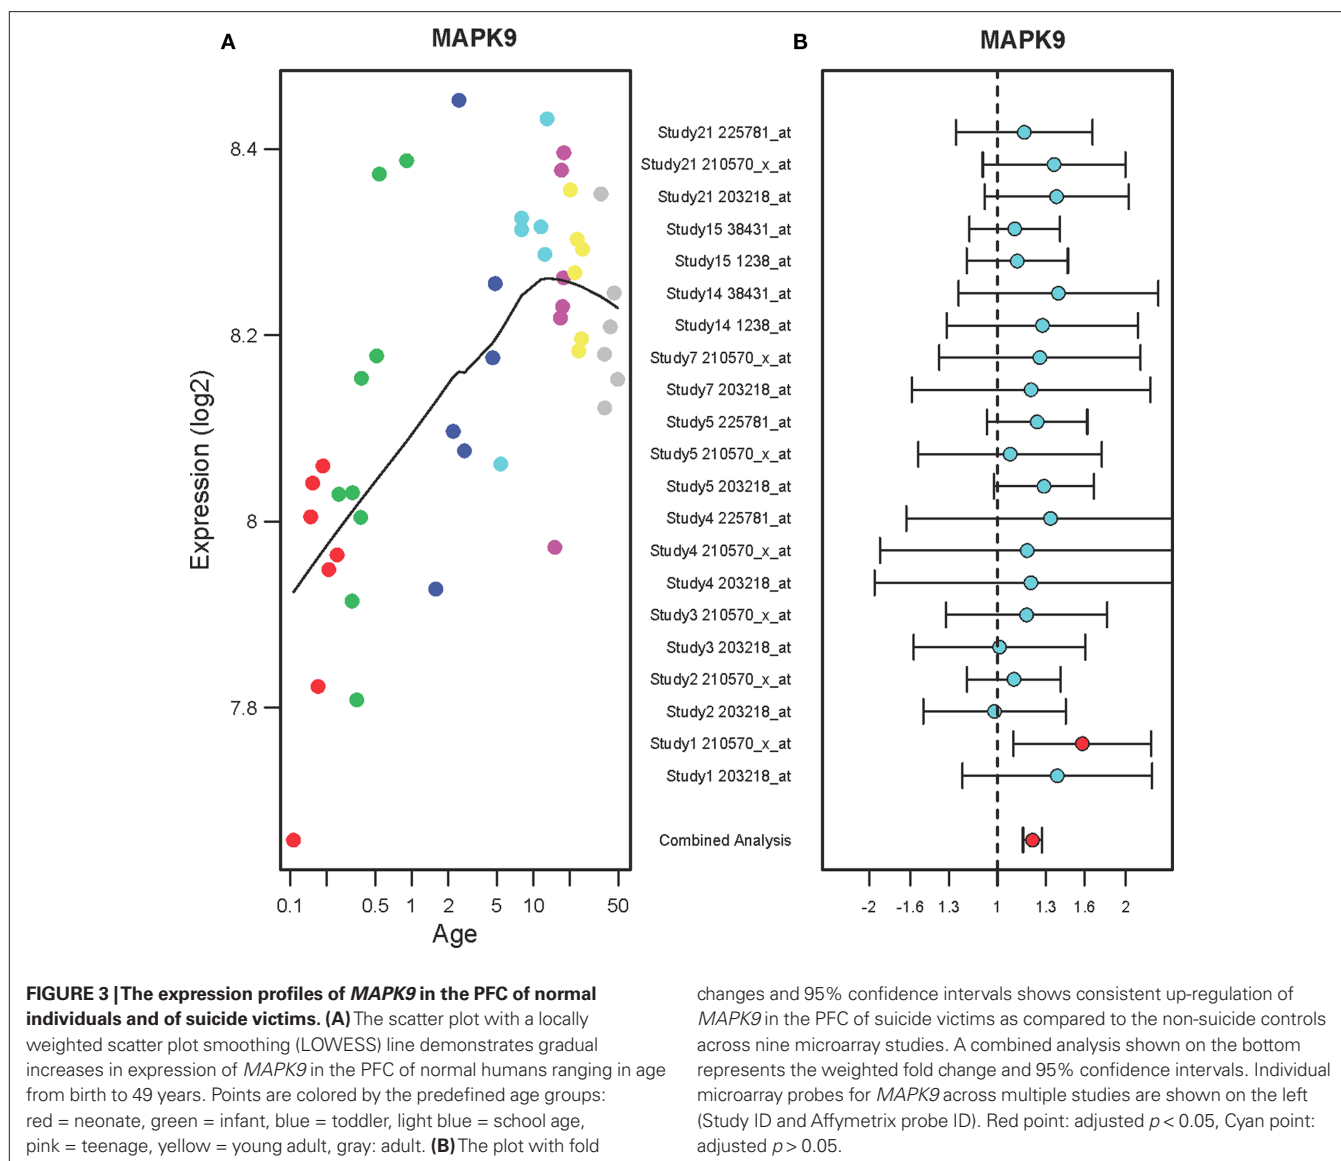 A
MAPK9
8.4
8.2
8
7.8
Expression (log2)
0.1
0.5
1
2
5
10
50
Age
B
MAPK9
Study21 225781_at
Study21 210570_x_at
Study21 203218_at
Study15 38431_at
Study15 1238_at
Study14 38431_at
Study14 1238_at
Study7 210570_x_at
Study7 203218_at
Study5 225781_at
Study5 210570_x_at
Study5 203218_at
Study4 225781_at
Study4 210570_x_at
Study4 203218_at
Study3 210570_x_at
Study3 203218_at
Study2 210570_x_at
Study2 203218_at
Study1 210570_x_at
Study1 203218_at
Combined Analysis
-2
-1.6
1.3
1
1.3
1.6
2
FIGURE 3 | The expression profiles of MAPK9 in the PFC of normal
individuals and of suicide victims. (A) The scatter plot with a locally
weighted scatter plot smoothing (LOWESS) line demonstrates gradual
increases in expression of MAPK9 in the PFC of normal humans ranging in age
from birth to 49 years. Points are colored by the predefined age groups:
red = neonate, green = infant, blue = toddler, light blue = school age,
pink = teenage, yellow = young adult, gray: adult. (B) The plot with fold
changes and 95% confidence intervals shows consistent up-regulation of
MAPK9 in the PFC of suicide victims as compared to the non-suicide controls
across nine microarray studies. A combined analysis shown on the bottom
represents the weighted fold change and 95% confidence intervals. Individual
microarray probes for MAPK9 across multiple studies are shown on the left
(Study ID and Affymetrix probe ID). Red point: adjusted p < 0.05, Cyan point:
adjusted p > 0.05.